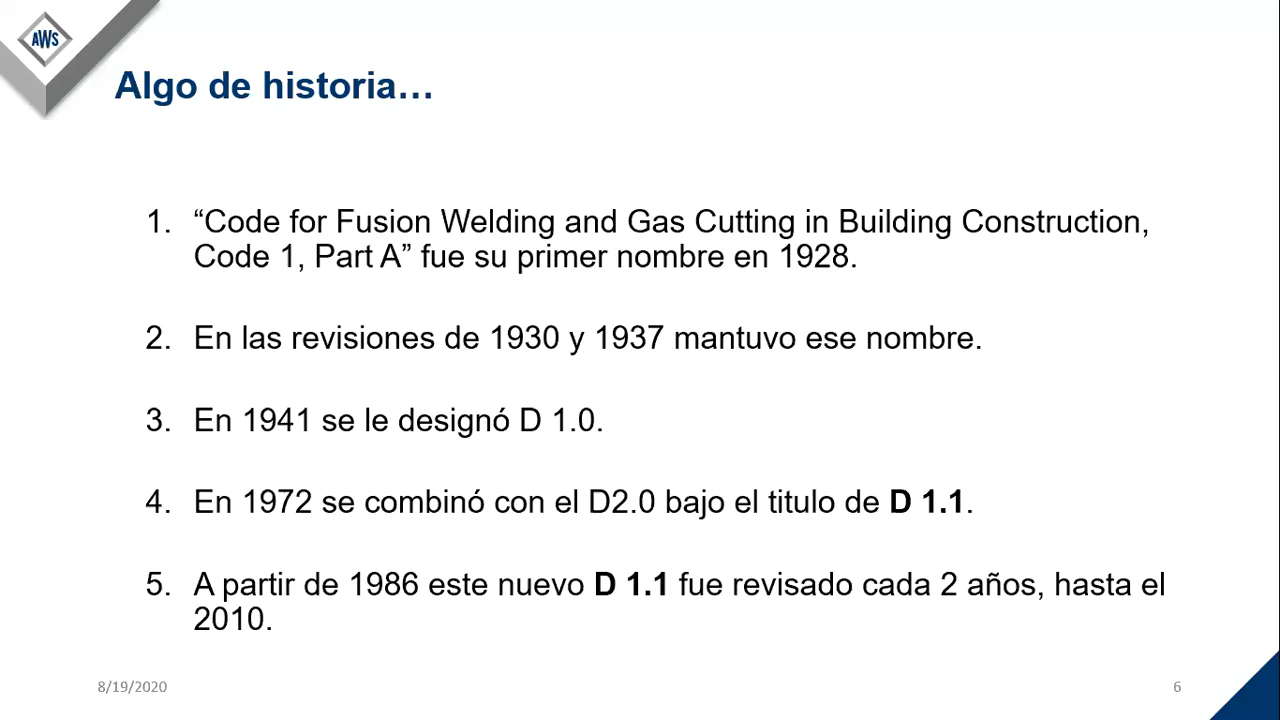 AWS
Algo de historia…
1. “Code for Fusion Welding and Gas Cutting in Building Construction,
Code 1, Part A” fue su primer nombre en 1928.
2. En las revisiones de 1930 y 1937 mantuvo ese nombre.
3. En 1941 se le designó D 1.0.
4. En 1972 se combinó con el D2.0 bajo el titulo de D 1.1.
5. A partir de 1986 este nuevo D 1.1 fue revisado cada 2 años, hasta el
2010.
8/19/2020
6